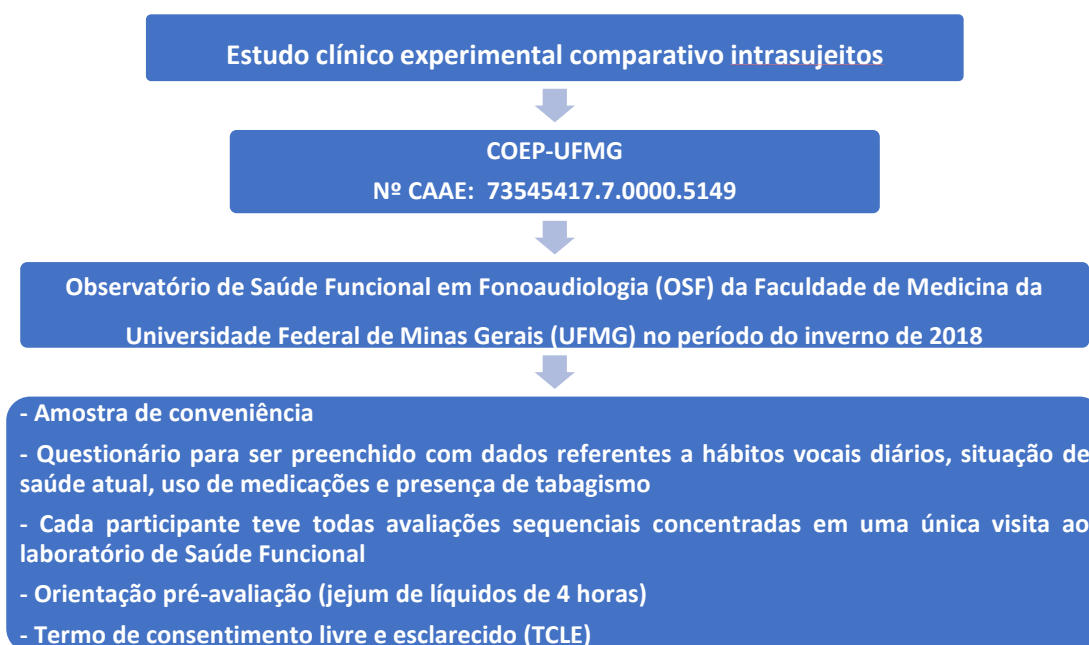 Estudo clínico experimental comparativo intrasujeitos
COEP-UFMG
Nº CAAE: 73545417.7.0000.5149
Observatório de Saúde Funcional em Fonoaudiologia (OSF) da Faculdade de Medicina da
Universidade Federal de Minas Gerais (UFMG) no período do inverno de 2018
- Amostra de conveniência
- Questionário para ser preenchido com dados referentes a hábitos vocais diários, situação de
saúde atual, uso de medicações e presença de tabagismo
- Cada participante teve todas avaliações sequenciais concentradas em uma única visita ao
laboratório de Saúde Funcional
- Orientação pré-avaliação (jejum de líquidos de 4 horas)
- Termo de consentimento livre e esclarecido (TCLE)